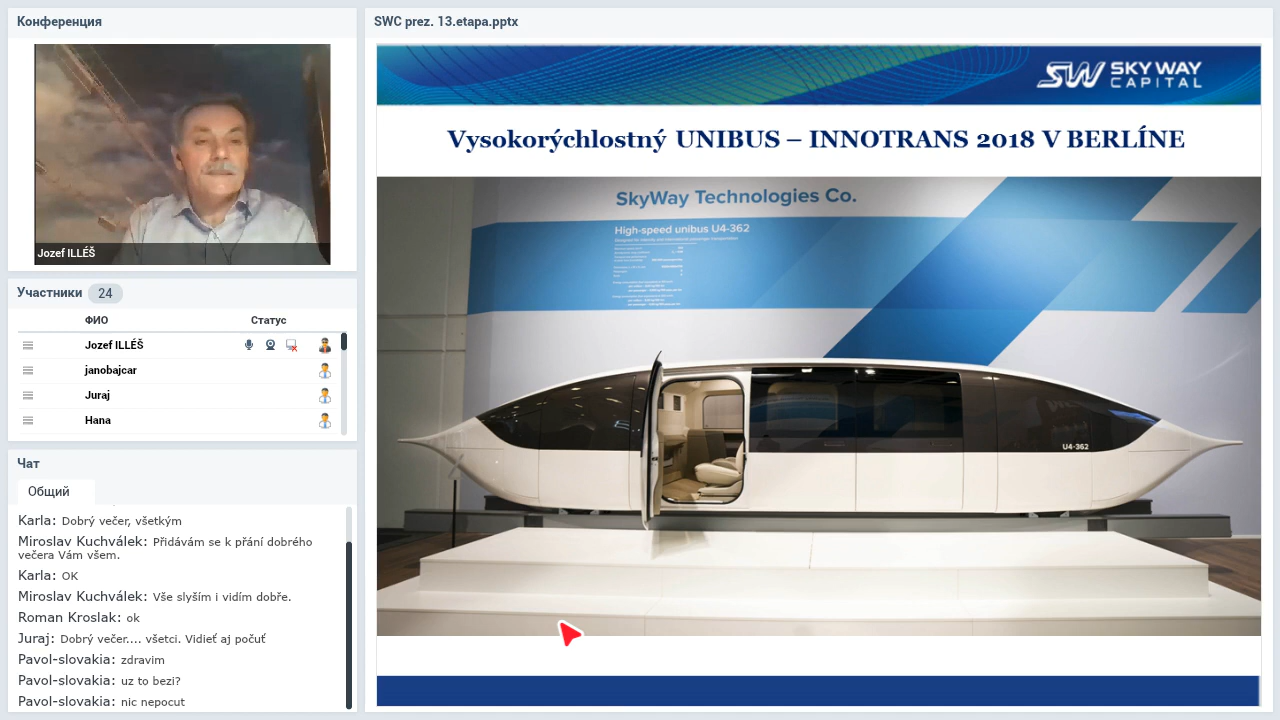 Конференция
Jozef ILLÉŠ
Участники 24
ФИО Статус
Jozef ILLÉŠ
janobajcar
Juraj
Hana
Чат
Общий
Karla: Dobrý večer, všetkým
Miroslav Kuchválek: Přidávám se k přání dobrého
večera Vám všem.
Karla: OK
Miroslav Kuchválek: Vše slyším i vidím dobře.
Roman Kroslak: ok
Juraj: Dobrý večer.... všetci. Vidieť aj počuť
Pavol-slovakia: zdravim
Pavol-slovakia: uz to bezi?
Pavol-slovakia: nic nepocut
SWC prez. 13.etapa.pptx
SW SKY WAY
CAPITAL
Vysokorýchlostný UNIBUS – INNOTRANS 2018 V BERLÍNE
SkyWay Technologies Co.
High-speed unibus U4-362
U4-362